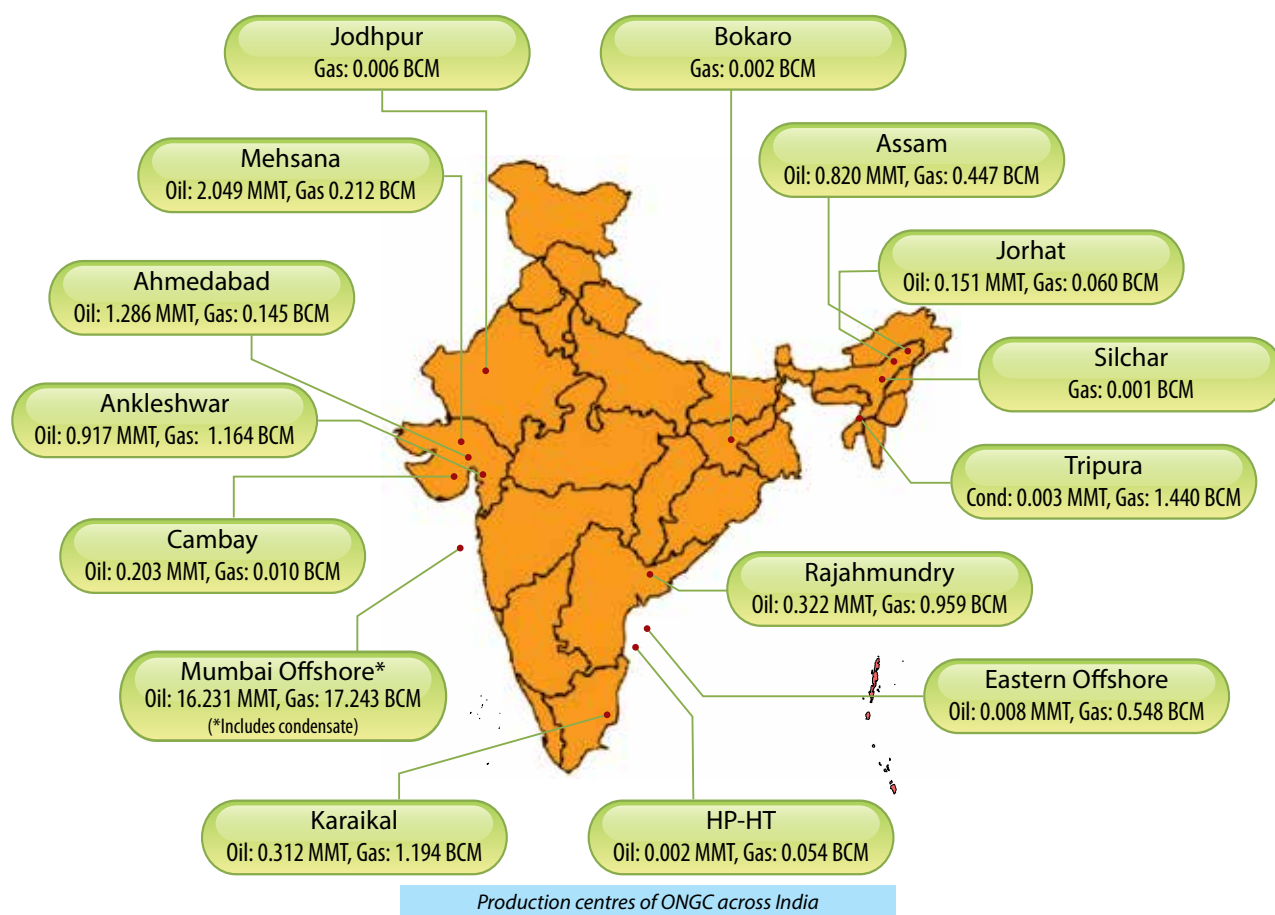 Jodhpur
Gas: 0.006 BCM
Bokaro
Gas: 0.002 BCM
Mehsana
Oil: 2.049 MMT, Gas 0.212 BCM
Assam
Oil: 0.820 MMT, Gas: 0.447 BCM
Ahmedabad
Oil: 1.286 MMT, Gas: 0.145 BCM
Jorhat
Oil: 0.151 MMT, Gas: 0.060 BCM
Ankleshwar
Oil: 0.917 MMT, Gas: 1.164 BCM
Silchar
Gas: 0.001 BCM
Tripura
Cond: 0.003 MMT, Gas: 1.440 BCM
Cambay
Oil: 0.203 MMT, Gas: 0.010 BCM
Rajahmundry
Oil: 0.322 MMT, Gas: 0.959 BCM
Mumbai Offshore*
Oil: 16.231 MMT, Gas: 17.243 BCM
(*Includes condensate)
Eastern Offshore
Oil: 0.008 MMT, Gas: 0.548 BCM
Karaikal
Oil: 0.312 MMT, Gas: 1.194 BCM
HP-HT
Oil: 0.002 MMT, Gas: 0.054 BCM
Production centres of ONGC across India